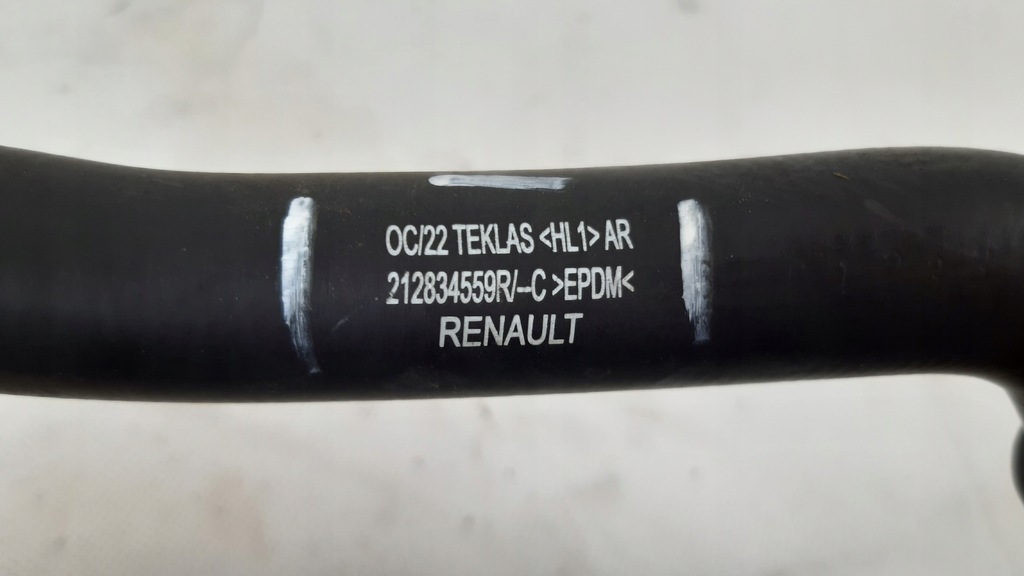 OC/22 TEKLAS <HL1> AR
212834559R/--C >EPDM<
RENAULT